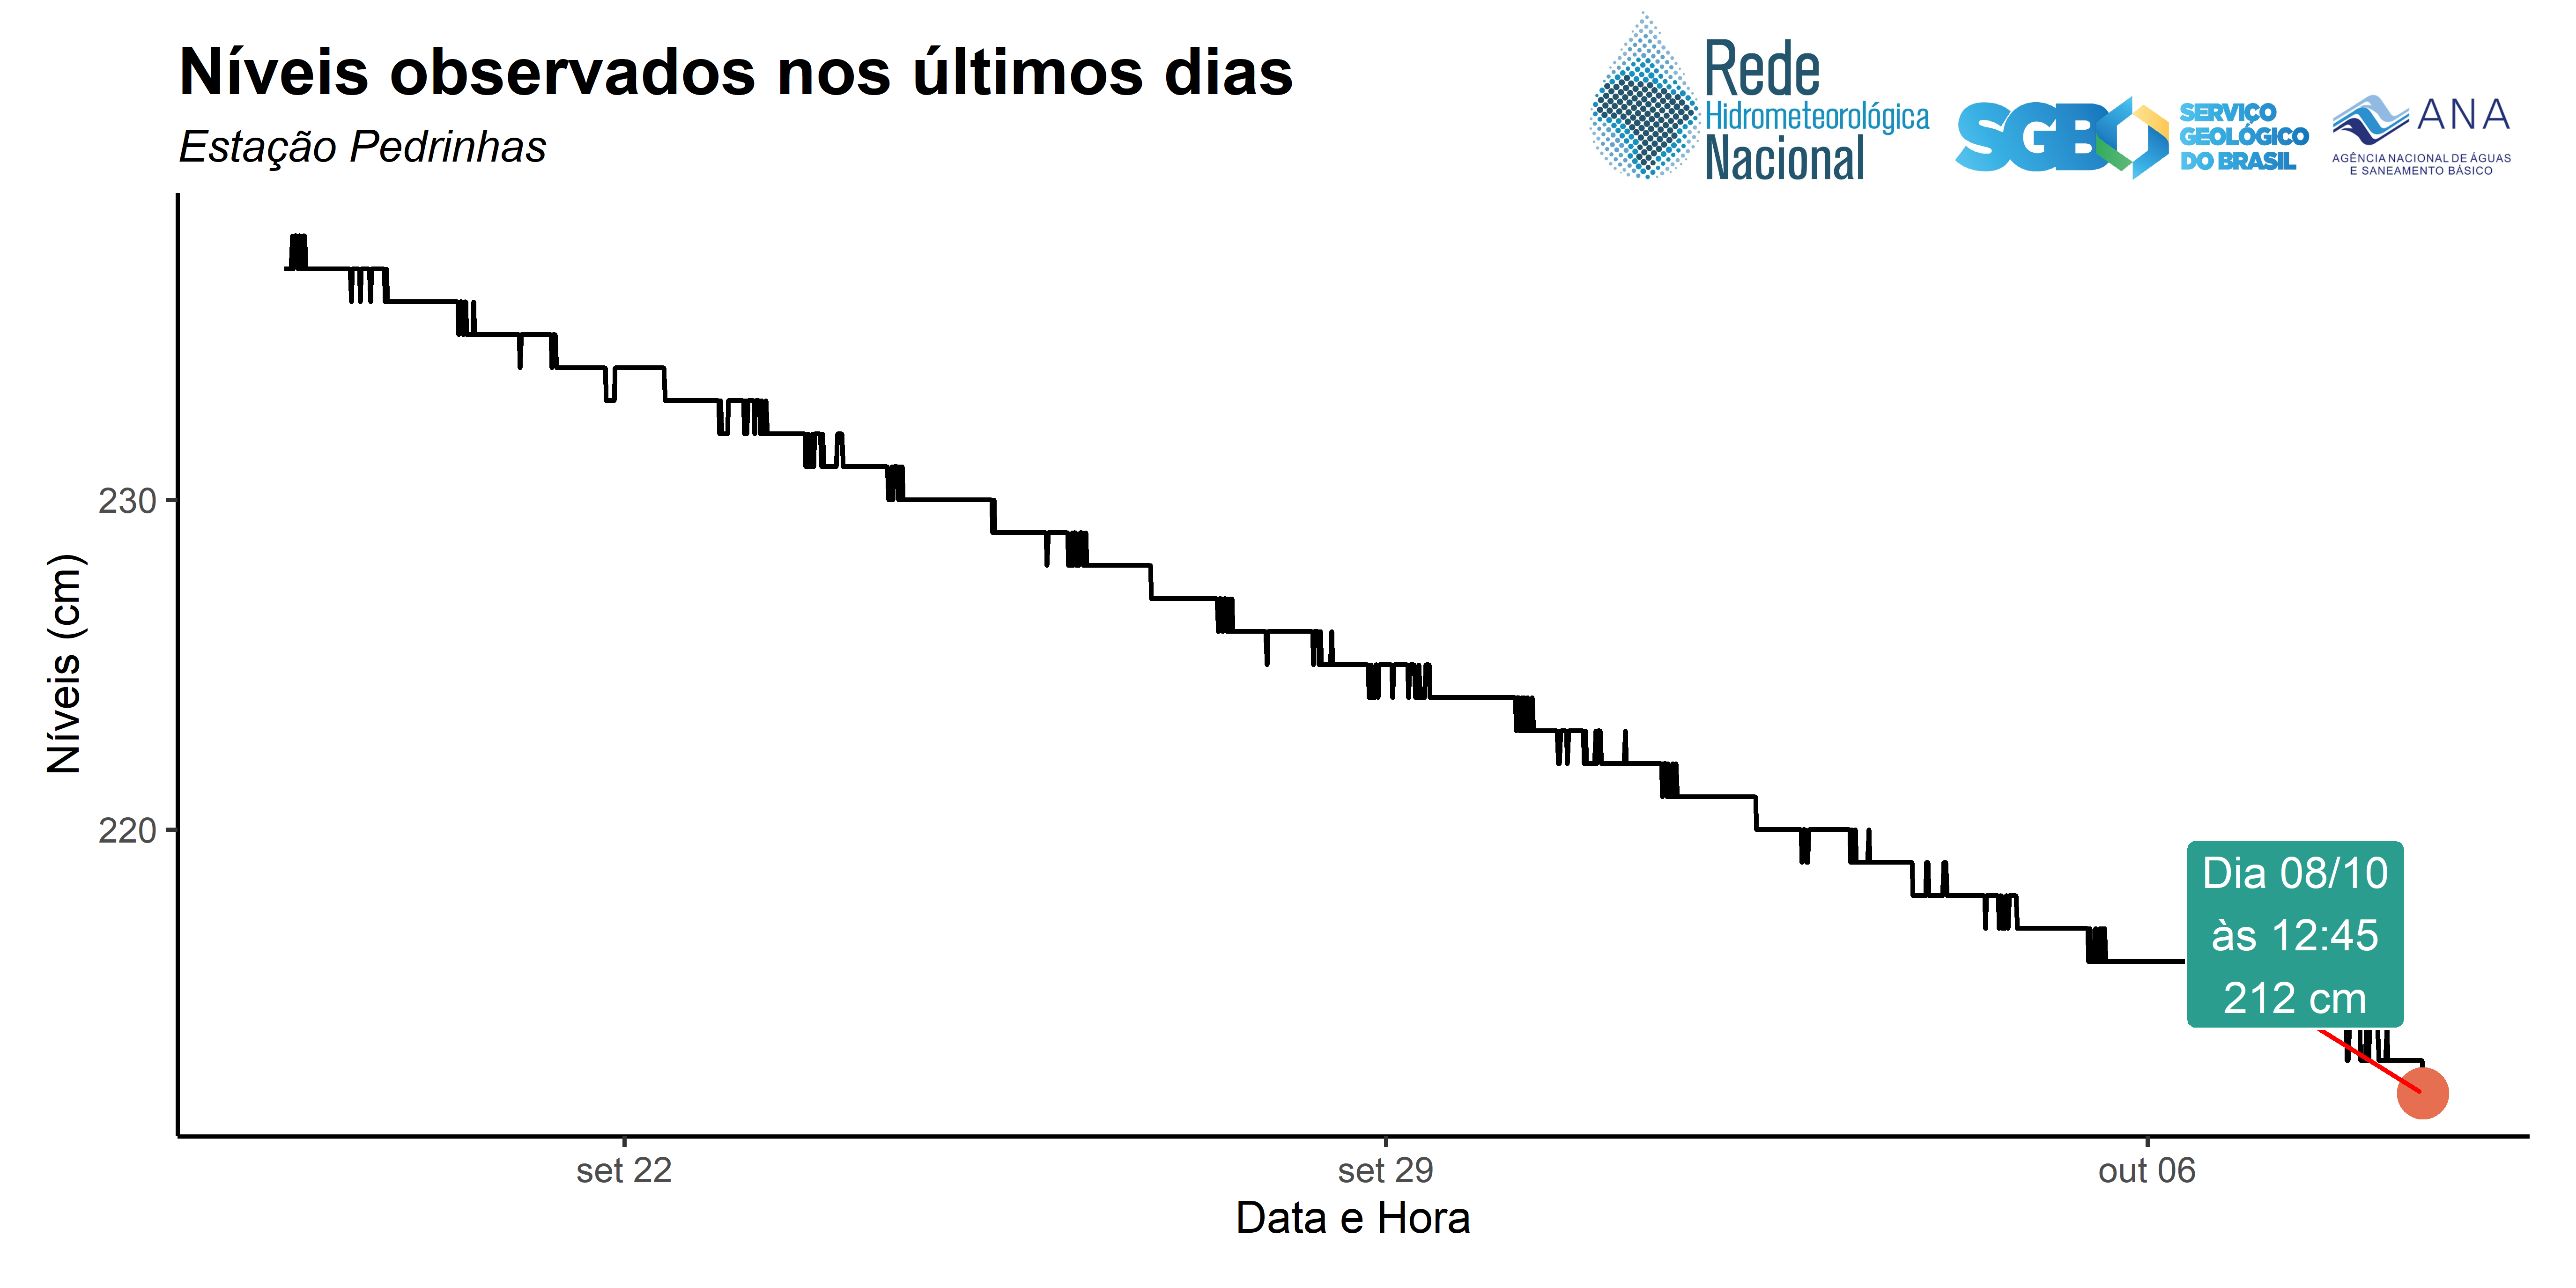 Níveis observados nos últimos dias
Estação Pedrinhas
Rede
Hidrometeorológica
Nacional
SGB
SERVIÇO
GEOLÓGICO
DO BRASIL
ANA
AGÊNCIA NACIONAL DE ÁGUAS
E SANEAMENTO BÁSICO
Níveis (cm)
230
220
Dia 08/10
às 12:45
212 cm
set 22
set 29
out 06
Data e Hora